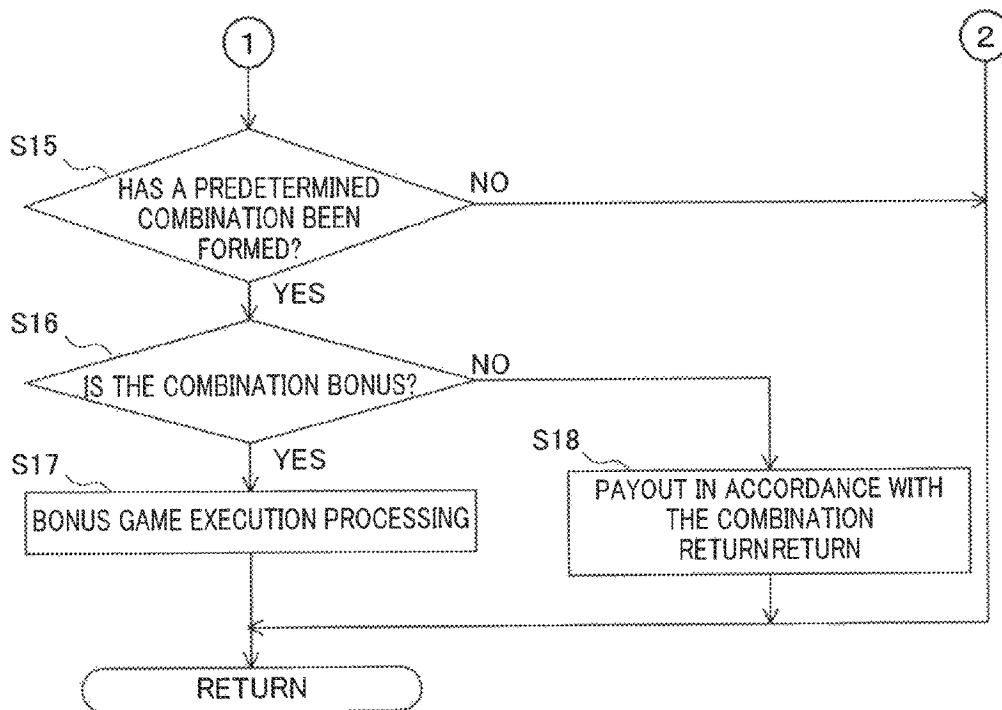 1
2
S15
HAS A PREDETERMINED
COMBINATION BEEN
FORMED?
NO
YES
S16
IS THE COMBINATION BONUS?
NO
YES
S17
BONUS GAME EXECUTION PROCESSING
S18
PAYOUT IN ACCORDANCE WITH
THE COMBINATION
RETURNRETURN
RETURN